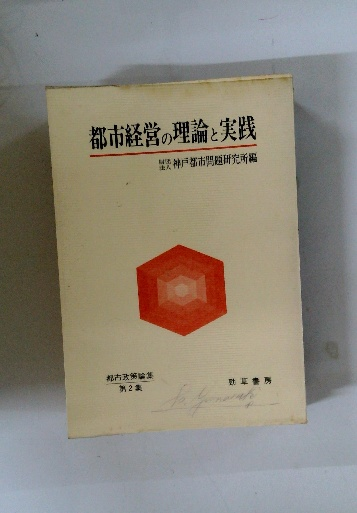 都市経営の理論と実践
財団法人 神戸都市問題研究所編
都市政策論集
第2集
勁草書房